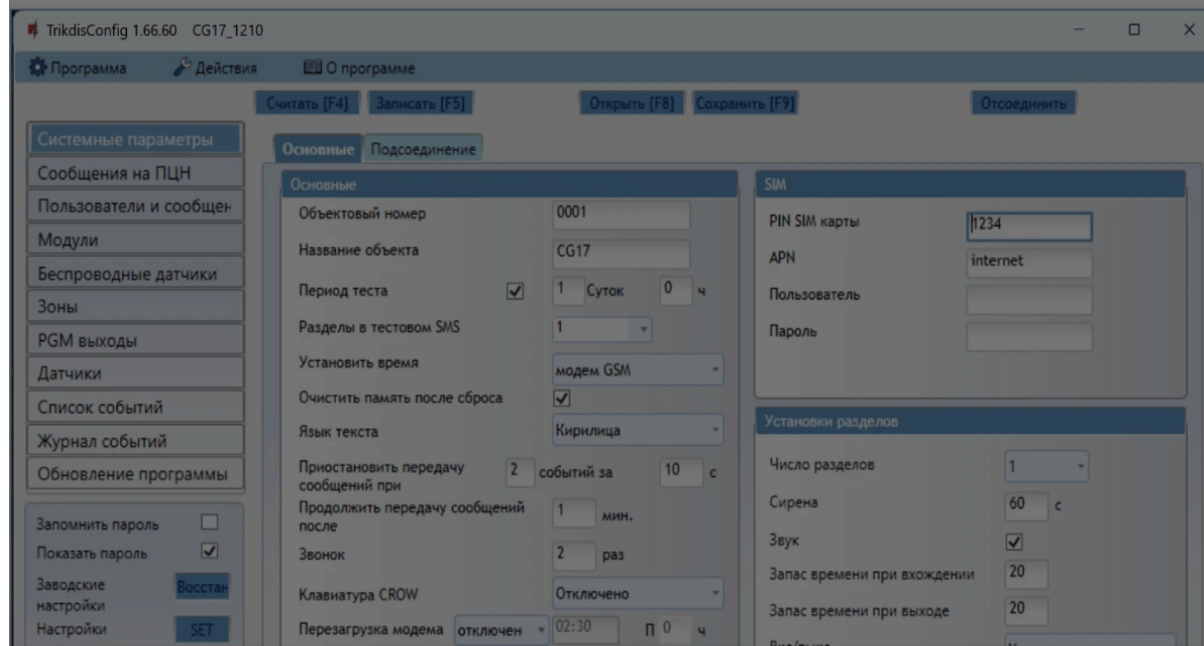 TrikdisConfig 1.66.60 CG17_1210
Программа Действия О программе
Считать [F4] Записать [F5] Открыть [F8] Сохранить [F9] Отсоединить
Системные параметры
Сообщения на ПЦН
Пользователи и сообщен
Модули
Беспроводные датчики
Зоны
PGM выходы
Датчики
Список событий
Журнал событий
Обновление программы
Запомнить пароль
Показать пароль
Заводские
настройки
Восстан
Настройки SET
Основные Подсоединение
Основные
Объектовый номер 0001
Название объекта CG17
Период теста 1 Суток 0 ч
Разделы в тестовом SMS 1
Установить время модем GSM
Очистить память после сброса
Язык текста Кирилица
Приостановить передачу
сообщений при
2 событий за 10 с
Продолжить передачу сообщений
после
1 мин.
Звонок 2 раз
Клавиатура CROW Отключено
Перезагрузка модема отключен 02:30 П 0 ч
SIM
PIN SIM карты 1234
APN internet
Пользователь
Пароль
Установки разделов
Число разделов 1
Сирена 60 с
Звук
Запас времени при вхождении 20
Запас времени при выходе 20